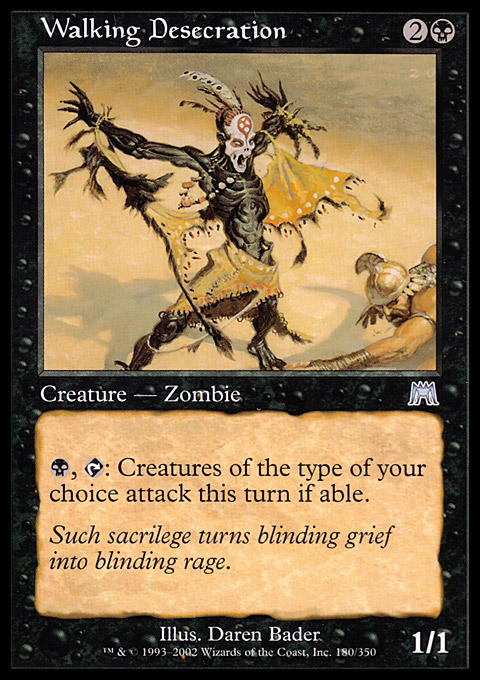 Walking Desecration 2
Creature — Zombie
, : Creatures of the type of your
choice attack this turn if able.
Such sacrilege turns blinding grief
into blinding rage.
Illus. Daren Bader
1/1
™ & © 1993–2002 Wizards of the Coast, Inc. 180/350